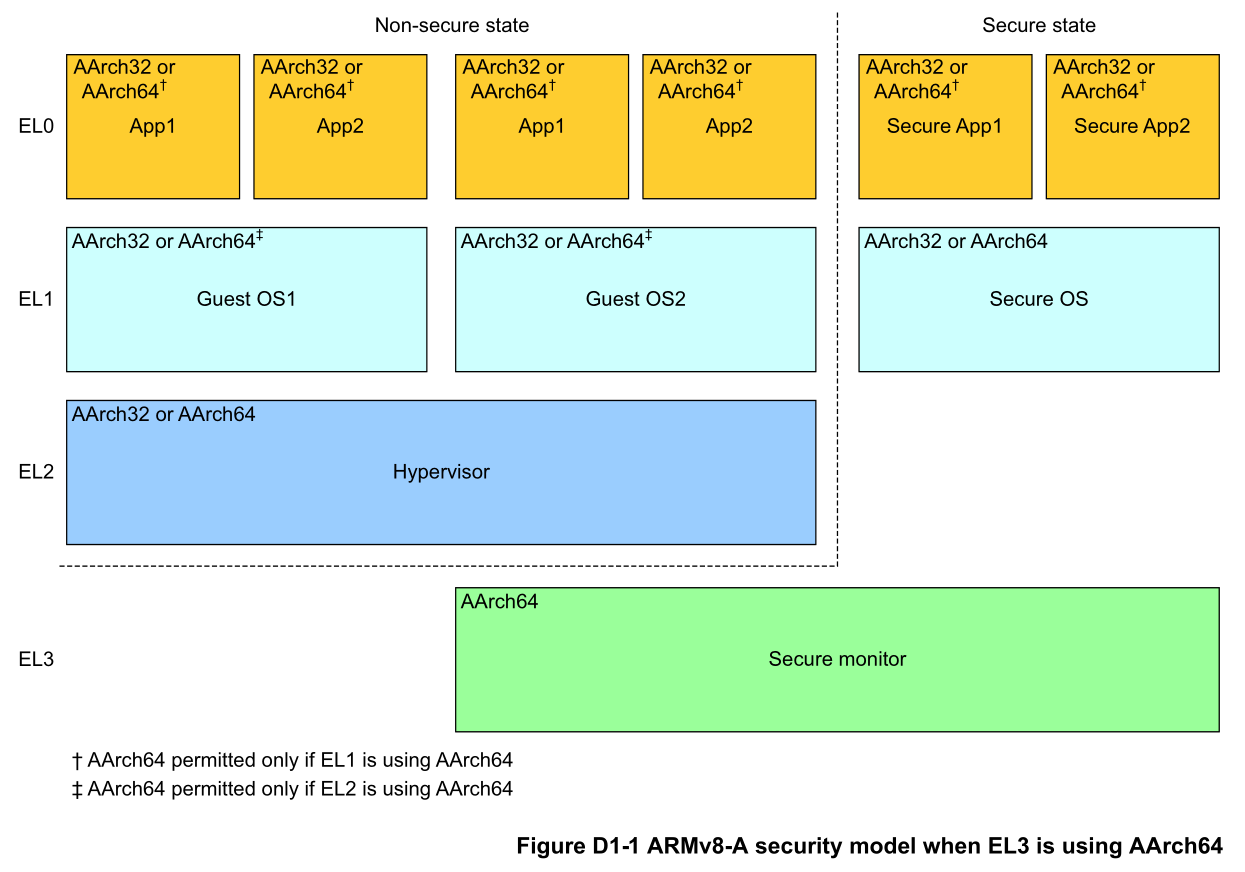 Non-secure state
Secure state
AArch32 or
AArch64†
App1
AArch32 or
AArch64†
App2
AArch32 or
AArch64†
App1
AArch32 or
AArch64†
App2
AArch32 or
AArch64†
Secure App1
AArch32 or
AArch64†
Secure App2
EL0
AArch32 or AArch64‡
Guest OS1
AArch32 or AArch64‡
Guest OS2
AArch32 or AArch64
Secure OS
EL1
AArch32 or AArch64
Hypervisor
EL2
AArch64
Secure monitor
EL3
† AArch64 permitted only if EL1 is using AArch64
‡ AArch64 permitted only if EL2 is using AArch64
Figure D1-1 ARMv8-A security model when EL3 is using AArch64